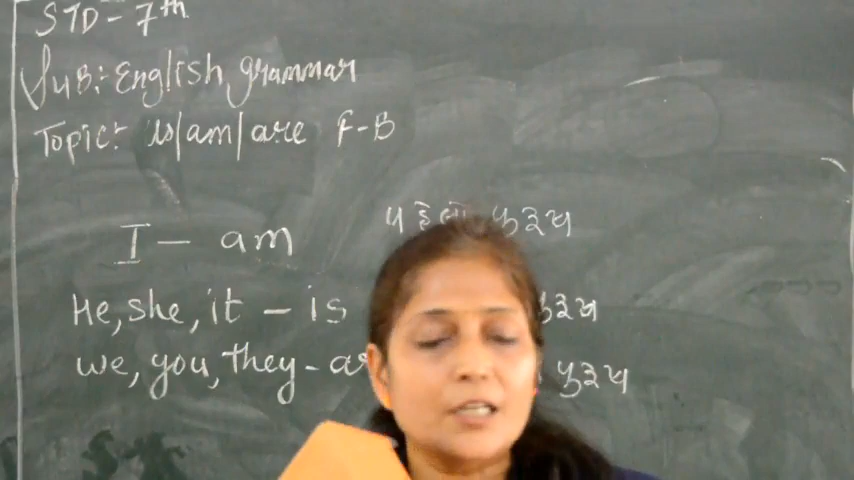 STD- 7th
Sub:- English grammar
Topic:- is/am/are F-B
I - am પહેલો પુરુષ
He, she, it - is પુરુષ
we, you, they - પુરુષ